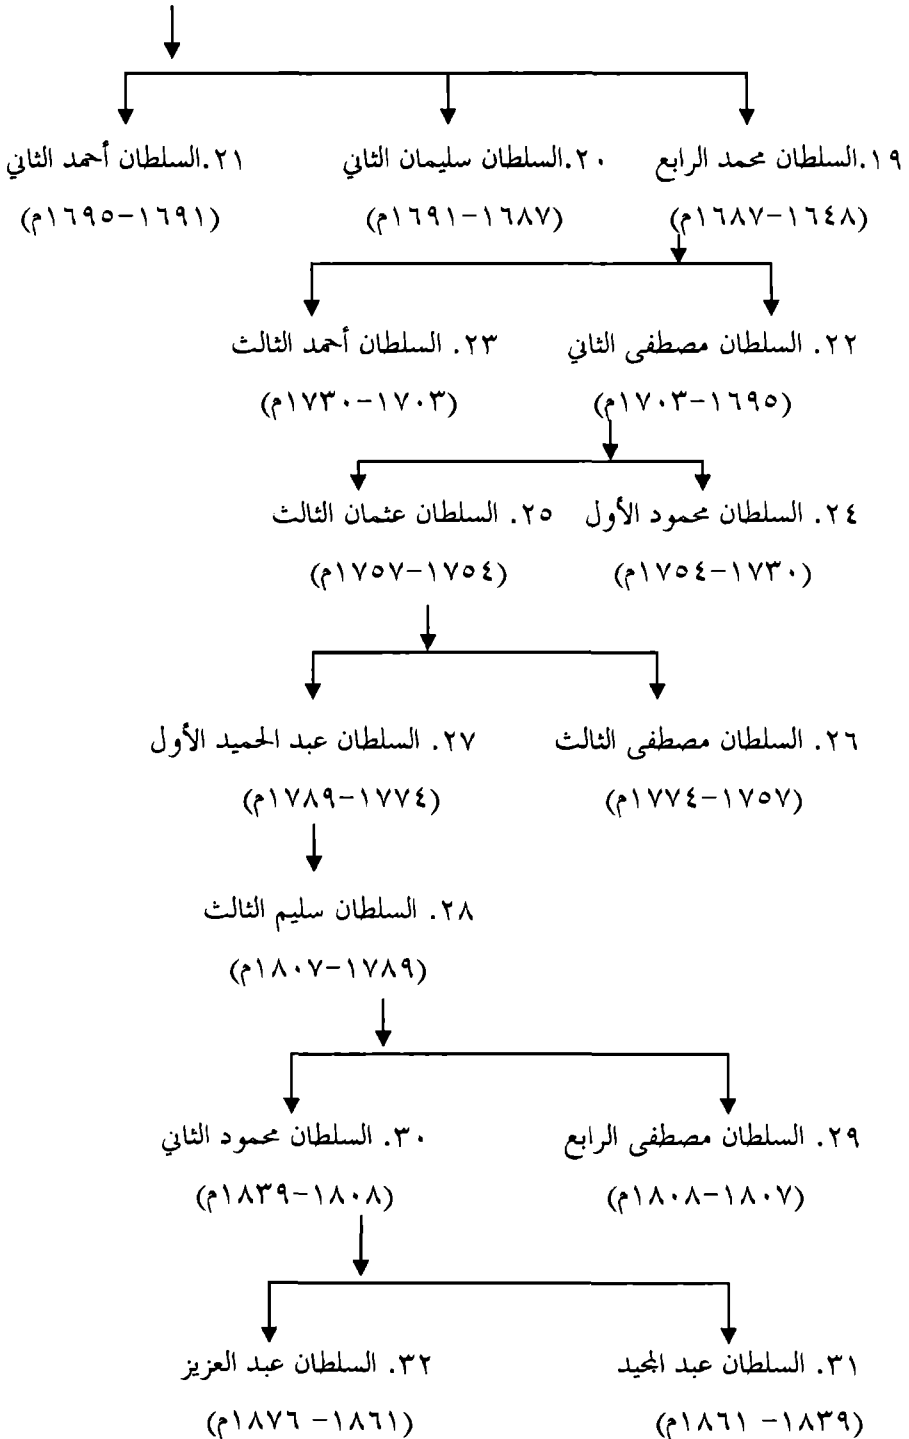 ١٩.السلطان محمد الرابع ٢٠.السلطان سليمان الثاني ٢١.السلطان أحمد الثاني
(١٦٤٨-١٦٨٧م) (١٦٨٧-١٦٩١م) (١٦٩١-١٦٩٥م)
٢٢. السلطان مصطفى الثاني ٢٣. السلطان أحمد الثالث
(١٦٩٥-١٧٠٣م) (١٧٠٣-١٧٣٠م)
٢٤. السلطان محمود الأول ٢٥. السلطان عثمان الثالث
(١٧٣٠-١٧٥٤م) (١٧٥٤-١٧٥٧م)
٢٦. السلطان مصطفى الثالث ٢٧. السلطان عبد الحميد الأول
(١٧٥٧-١٧٧٤م) (١٧٧٤-١٧٨٩م)
٢٨. السلطان سليم الثالث
(١٧٨٩-١٨٠٧م)
٢٩. السلطان مصطفى الرابع ٣٠. السلطان محمود الثاني
(١٨٠٧-١٨٠٨م) (١٨٠٨-١٨٣٩م)
٣١. السلطان عبد المجيد ٣٢. السلطان عبد العزيز
(١٨٣٩- ١٨٦١م) (١٨٦١- ١٨٧٦م)